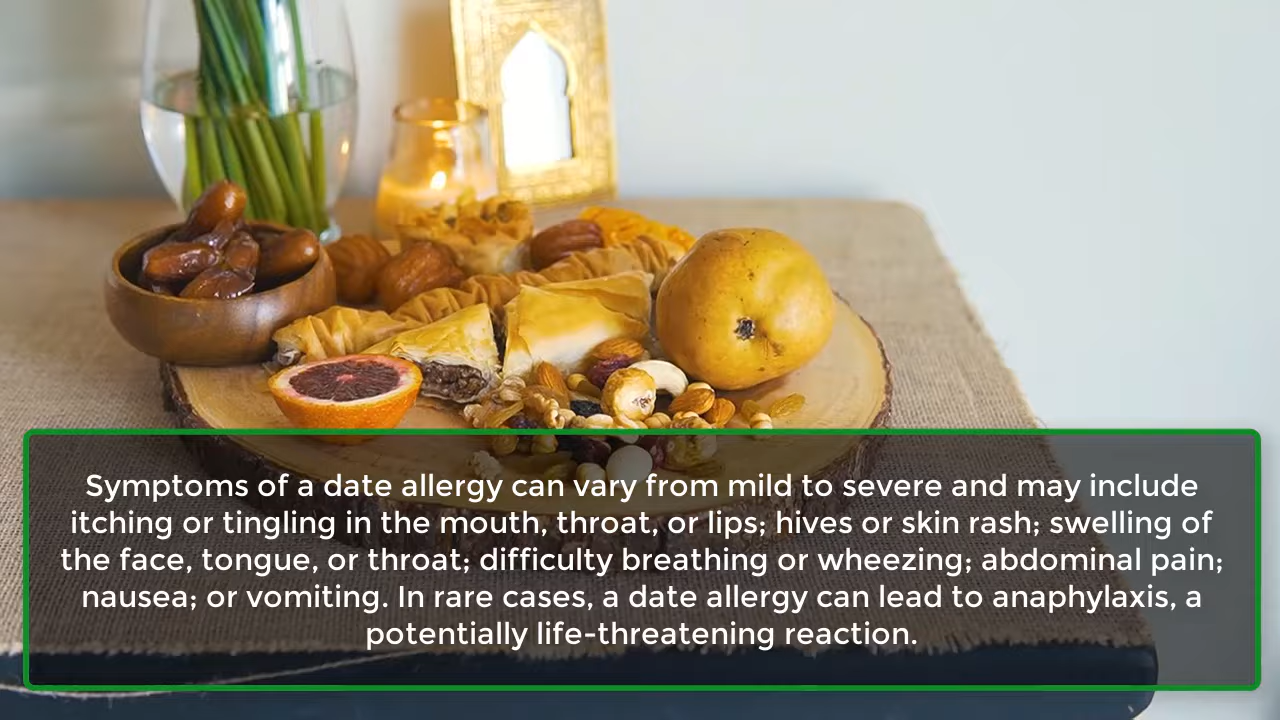 Symptoms of a date allergy can vary from mild to severe and may include
itching or tingling in the mouth, throat, or lips; hives or skin rash; swelling of
the face, tongue, or throat; difficulty breathing or wheezing; abdominal pain;
nausea; or vomiting. In rare cases, a date allergy can lead to anaphylaxis, a
potentially life-threatening reaction.